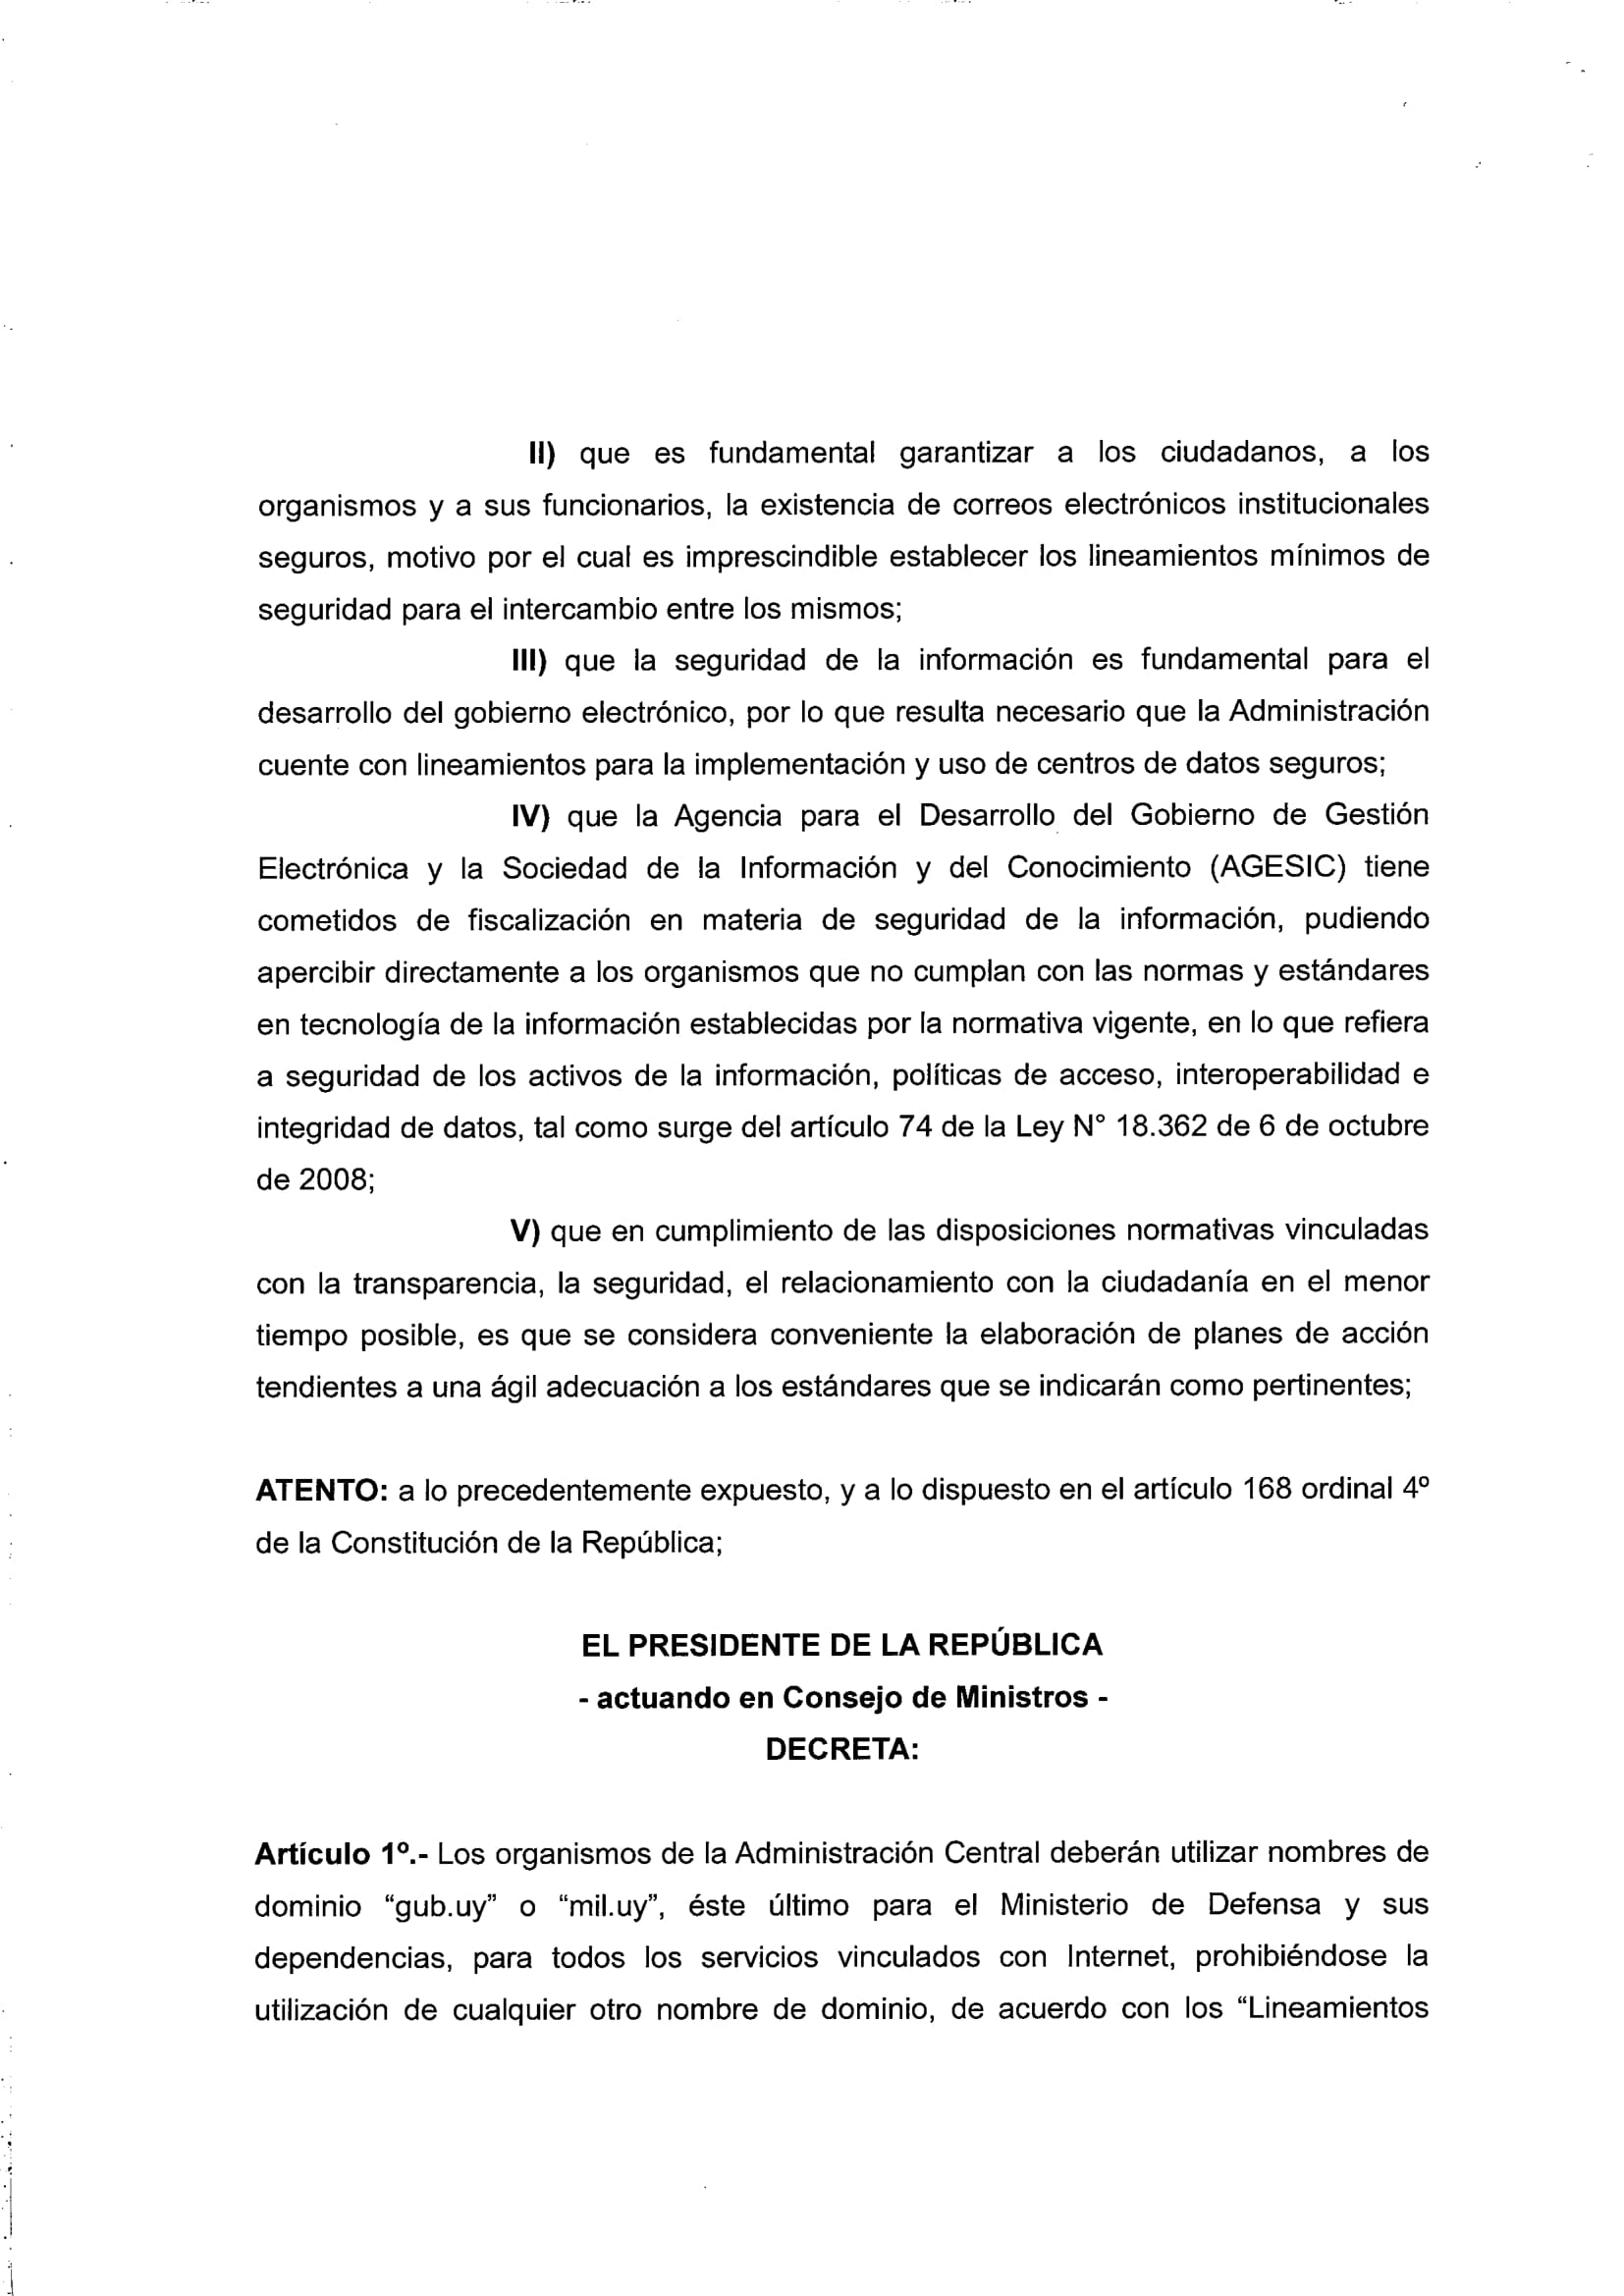 II) que es fundamental garantizar a los ciudadanos, a los
organismos y a sus funcionarios, la existencia de correos electrónicos institucionales
seguros, motivo por el cual es imprescindible establecer los lineamientos mínimos de
seguridad para el intercambio entre los mismos;
III) que la seguridad de la información es fundamental para el
desarrollo del gobierno electrónico, por lo que resulta necesario que la Administración
cuente con lineamientos para la implementación y uso de centros de datos seguros;
IV) que la Agencia para el Desarrollo del Gobierno de Gestión
Electrónica y la Sociedad de la Información y del Conocimiento (AGESIC) tiene
cometidos de fiscalización en materia de seguridad de la información, pudiendo
apercibir directamente a los organismos que no cumplan con las normas y estándares
en tecnología de la información establecidas por la normativa vigente, en lo que refiera
a seguridad de los activos de la información, políticas de acceso, interoperabilidad e
integridad de datos, tal como surge del artículo 74 de la Ley N° 18.362 de 6 de octubre
de 2008;
V) que en cumplimiento de las disposiciones normativas vinculadas
con la transparencia, la seguridad, el relacionamiento con la ciudadanía en el menor
tiempo posible, es que se considera conveniente la elaboración de planes de acción
tendientes a una ágil adecuación a los estándares que se indicarán como pertinentes;
ATENTO: a lo precedentemente expuesto, y a lo dispuesto en el artículo 168 ordinal 4º
de la Constitución de la República;
EL PRESIDENTE DE LA REPÚBLICA
- actuando en Consejo de Ministros -
DECRETA:
Artículo 1º.- Los organismos de la Administración Central deberán utilizar nombres de
dominio “gub.uy” o “mil.uy”, éste último para el Ministerio de Defensa y sus
dependencias, para todos los servicios vinculados con Internet, prohibiéndose la
utilización de cualquier otro nombre de dominio, de acuerdo con los “Lineamientos